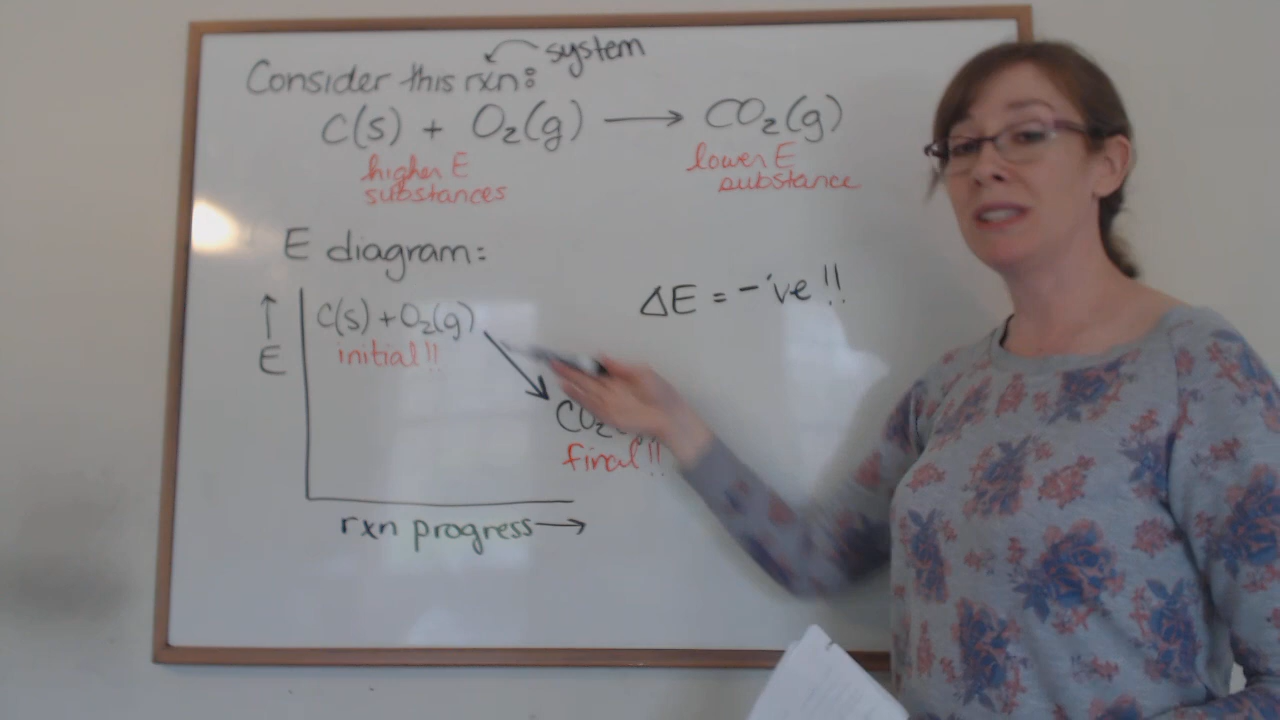 system
Consider this rxn:
C(s) + O₂(g) → CO₂(g)
higher E
substances
lower E
substance
E diagram:
ΔE = -'ve!!
↑
E
C(s) + O₂(g)
initial!!
CO₂
final!!
rxn progress →